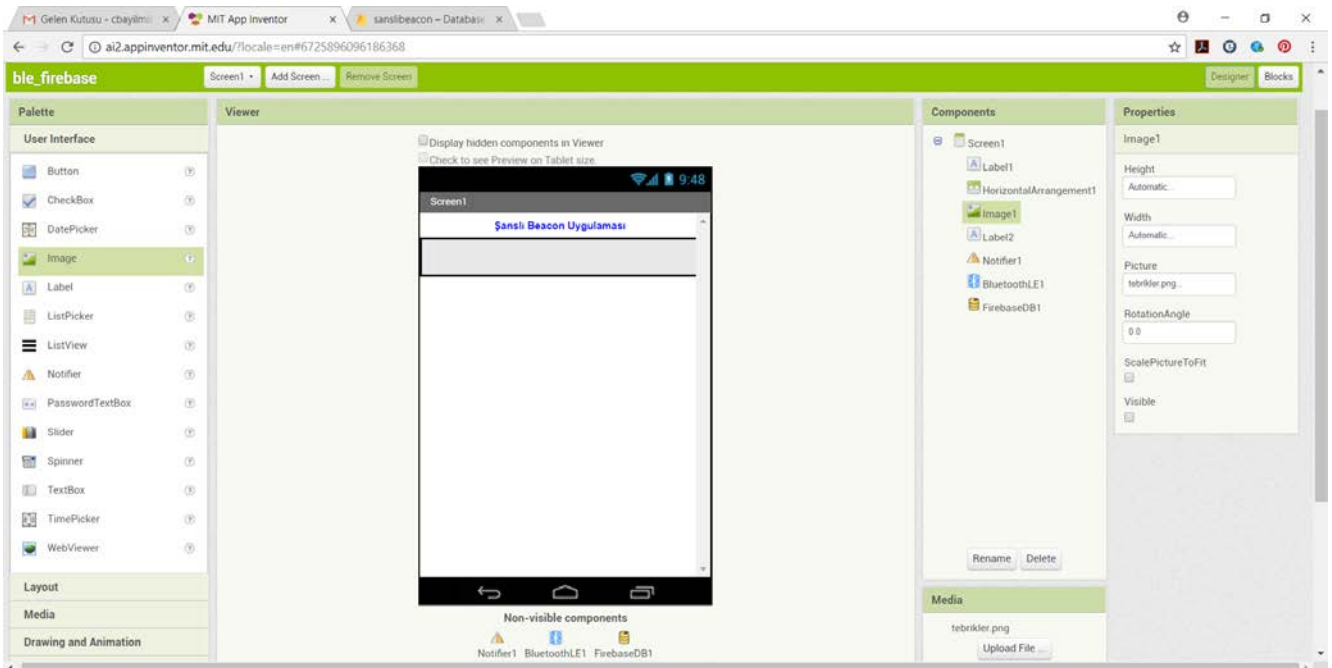 Gelen Kutusu - cbayilmi
MIT App Inventor
sanslibeacon – Database
ai2.appinventor.mit.edu/?locale=en#6725896096186368
ble_firebase
Screen1
Add Screen ...
Remove Screen
Designer
Blocks
Palette
User Interface
Button
CheckBox
DatePicker
Image
Label
ListPicker
ListView
Notifier
PasswordTextBox
Slider
Spinner
TextBox
TimePicker
WebViewer
Layout
Media
Drawing and Animation
Viewer
Display hidden components in Viewer
Check to see Preview on Tablet size.
9:48
Screen1
Şanslı Beacon Uygulaması
Non-visible components
Notifier1
BluetoothLE1
FirebaseDB1
Components
Screen1
Label1
HorizontalArrangement1
Image1
Label2
Notifier1
BluetoothLE1
FirebaseDB1
Rename
Delete
Media
tebrikler.png
Upload File ...
Properties
Image1
Height
Automatic...
Width
Automatic...
Picture
tebrikler.png...
RotationAngle
0.0
ScalePictureToFit
Visible